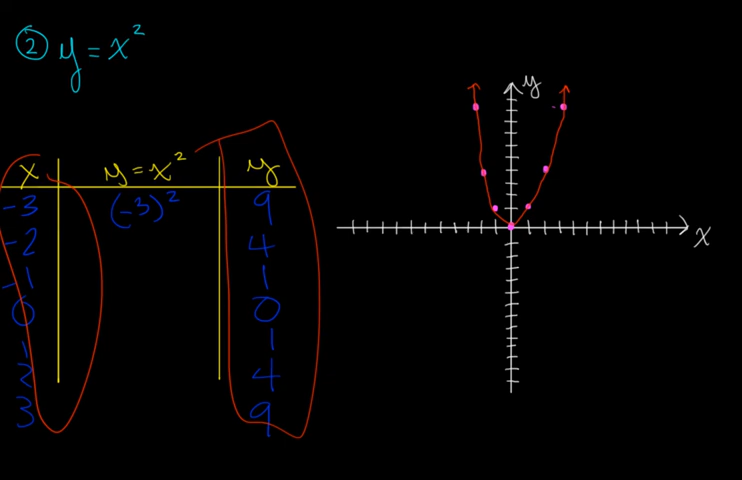 ② y = x²
x y = x² y
-3 (-3)² 9
-2 4
-1 1
0 0
1 1
2 4
3 9
y
x